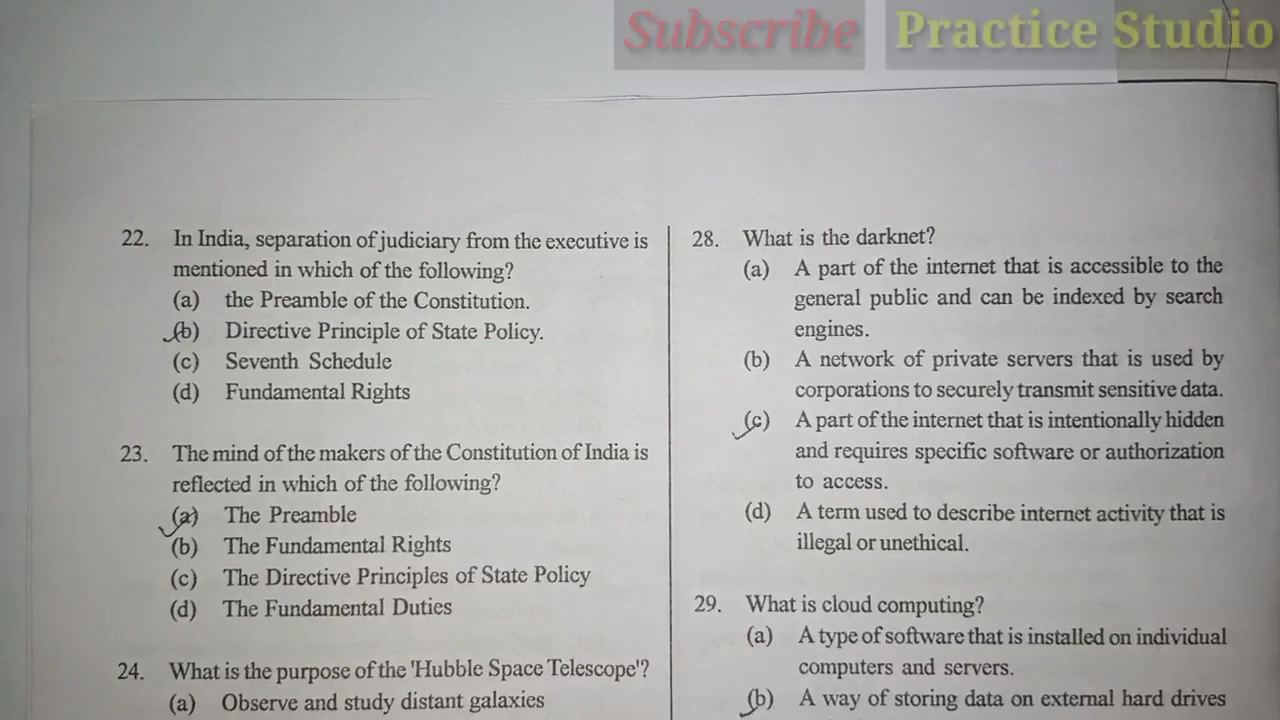 Subscribe Practice Studio
22. In India, separation of judiciary from the executive is
mentioned in which of the following?
(a) the Preamble of the Constitution.
(b) Directive Principle of State Policy.
(c) Seventh Schedule
(d) Fundamental Rights
23. The mind of the makers of the Constitution of India is
reflected in which of the following?
(a) The Preamble
(b) The Fundamental Rights
(c) The Directive Principles of State Policy
(d) The Fundamental Duties
24. What is the purpose of the 'Hubble Space Telescope'?
(a) Observe and study distant galaxies
28. What is the darknet?
(a) A part of the internet that is accessible to the
general public and can be indexed by search
engines.
(b) A network of private servers that is used by
corporations to securely transmit sensitive data.
(c) A part of the internet that is intentionally hidden
and requires specific software or authorization
to access.
(d) A term used to describe internet activity that is
illegal or unethical.
29. What is cloud computing?
(a) A type of software that is installed on individual
computers and servers.
(b) A way of storing data on external hard drives